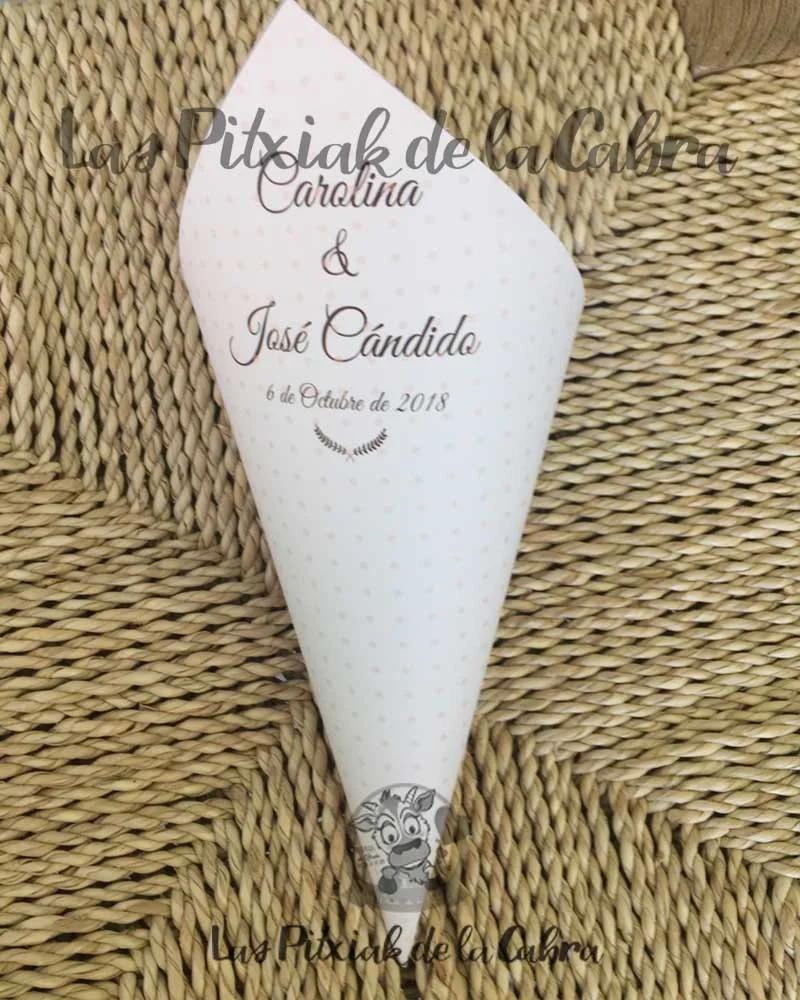 Las Pitxiak de la Cabra
Carolina
&
José Cándido
6 de Octubre de 2018
Las Pitxiak de la Cabra